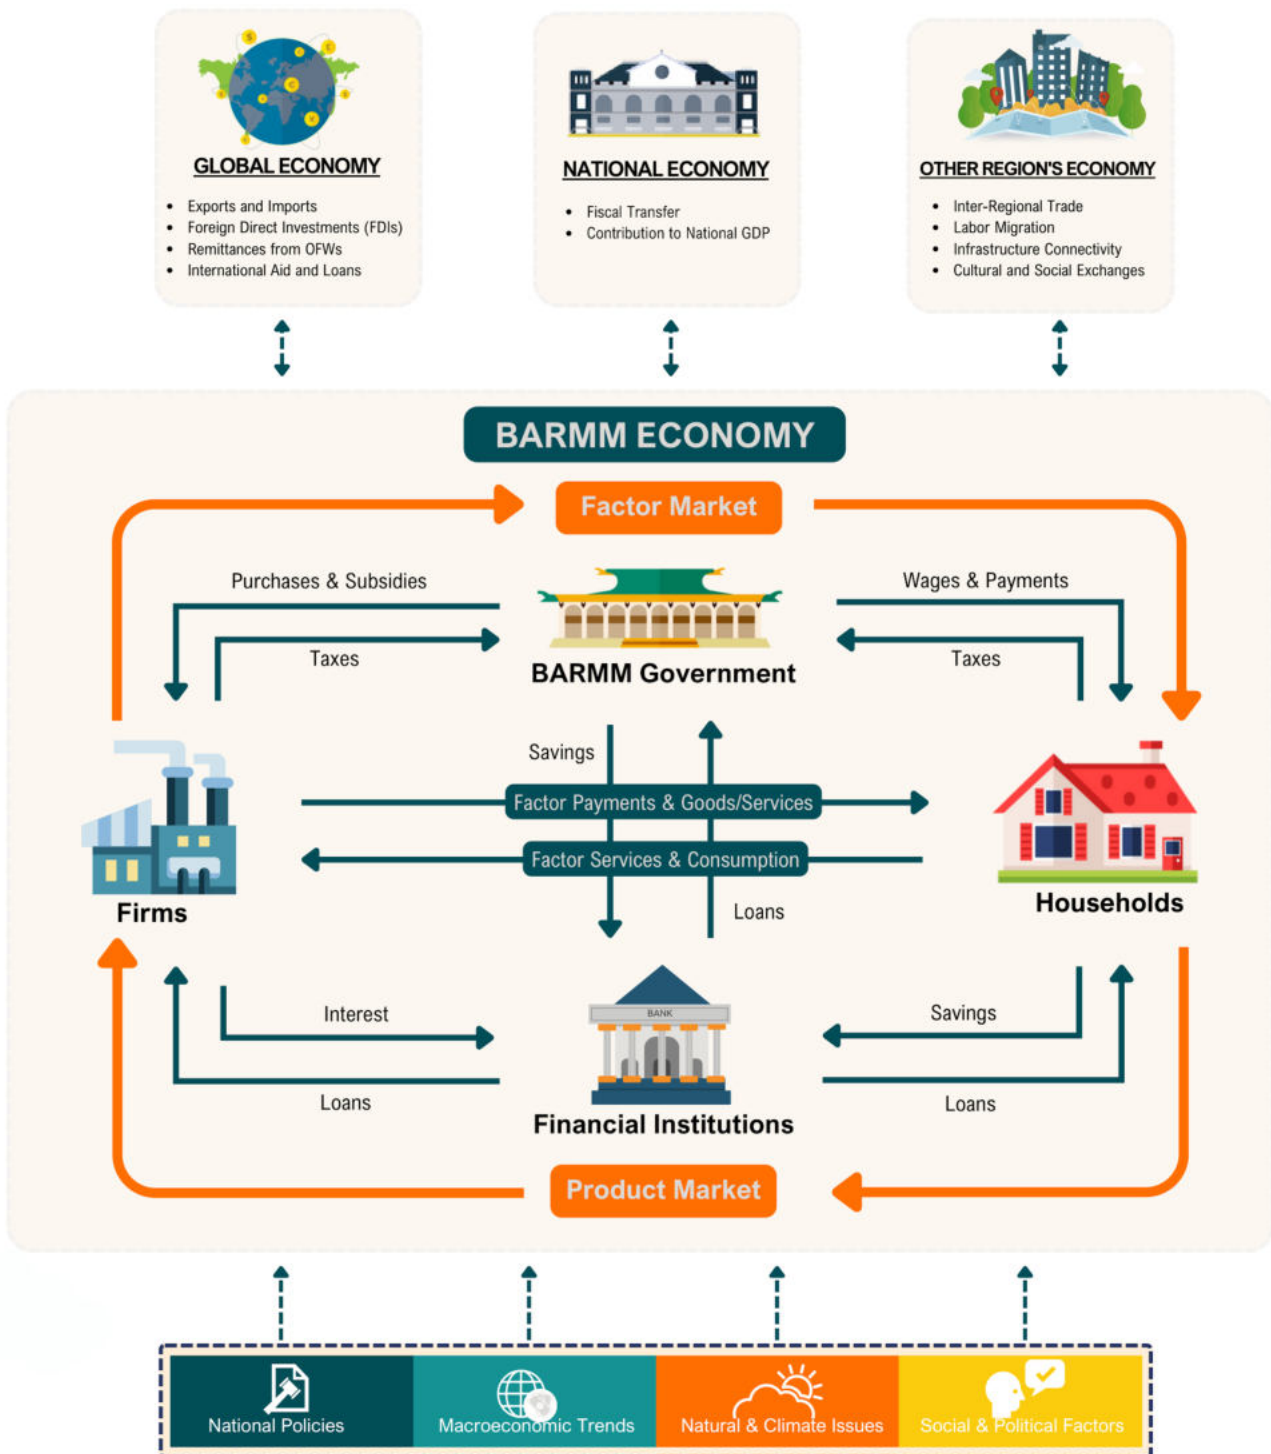 GLOBAL ECONOMY
• Exports and Imports
• Foreign Direct Investments (FDIs)
• Remittances from OFWs
• International Aid and Loans
NATIONAL ECONOMY
• Fiscal Transfer
• Contribution to National GDP
OTHER REGION'S ECONOMY
• Inter-Regional Trade
• Labor Migration
• Infrastructure Connectivity
• Cultural and Social Exchanges
BARMM ECONOMY
Factor Market
Purchases & Subsidies
Wages & Payments
Taxes
Taxes
BARMM Government
Savings
Factor Payments & Goods/Services
Factor Services & Consumption
Loans
Firms
Households
Interest
Savings
BANK
Loans
Loans
Financial Institutions
Product Market
National Policies
Macroeconomic Trends
Natural & Climate Issues
Social & Political Factors